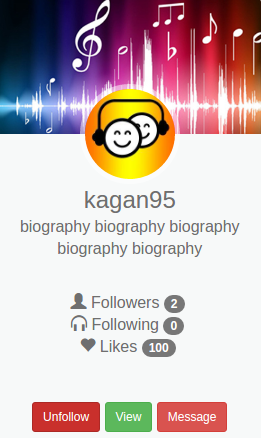 kagan95
biography biography biography
biography biography
Followers 2
Following 0
Likes 100
Unfollow View Message